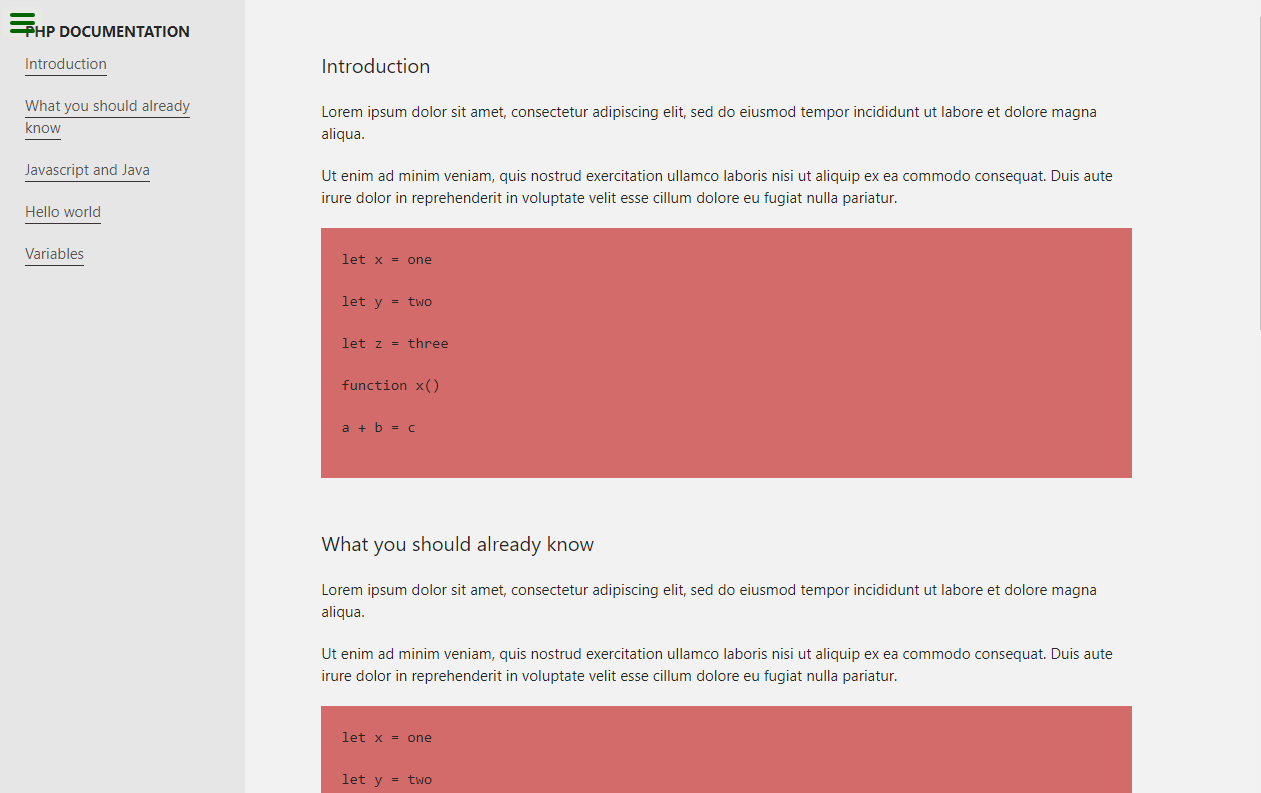 PHP DOCUMENTATION
Introduction
What you should already
know
Javascript and Java
Hello world
Variables
Introduction
Lorem ipsum dolor sit amet, consectetur adipiscing elit, sed do eiusmod tempor incididunt ut labore et dolore magna
aliqua.
Ut enim ad minim veniam, quis nostrud exercitation ullamco laboris nisi ut aliquip ex ea commodo consequat. Duis aute
irure dolor in reprehenderit in voluptate velit esse cillum dolore eu fugiat nulla pariatur.
let x = one
let y = two
let z = three
function x()
a + b = c
What you should already know
Lorem ipsum dolor sit amet, consectetur adipiscing elit, sed do eiusmod tempor incididunt ut labore et dolore magna
aliqua.
Ut enim ad minim veniam, quis nostrud exercitation ullamco laboris nisi ut aliquip ex ea commodo consequat. Duis aute
irure dolor in reprehenderit in voluptate velit esse cillum dolore eu fugiat nulla pariatur.
let x = one
let y = two